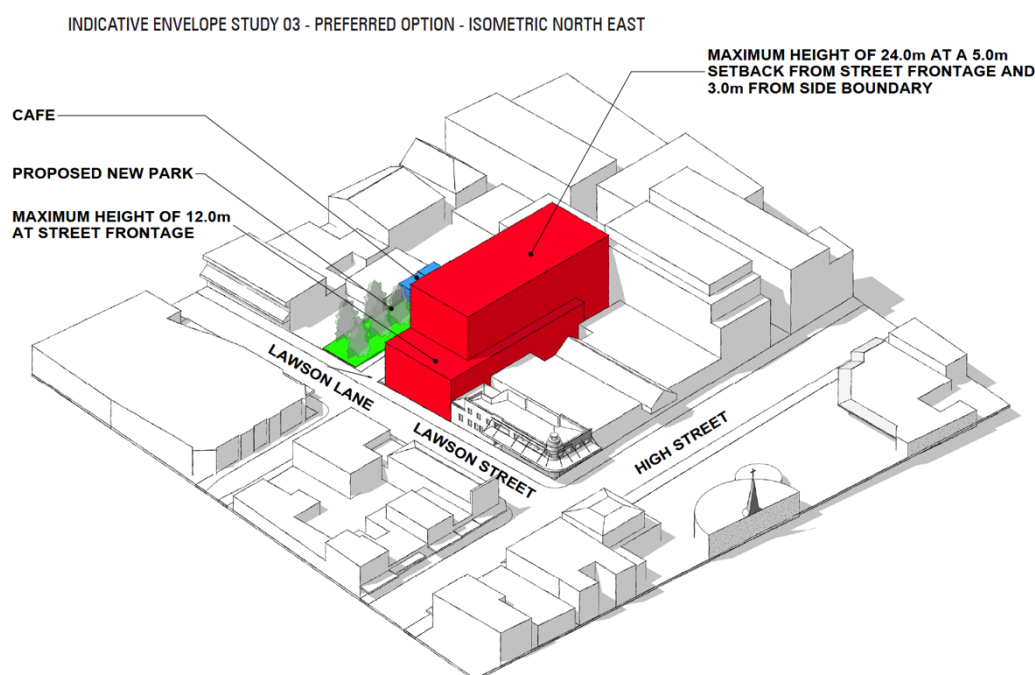 INDICATIVE ENVELOPE STUDY 03 - PREFERRED OPTION - ISOMETRIC NORTH EAST
MAXIMUM HEIGHT OF 24.0m AT A 5.0m
SETBACK FROM STREET FRONTAGE AND
3.0m FROM SIDE BOUNDARY
CAFE
PROPOSED NEW PARK
MAXIMUM HEIGHT OF 12.0m
AT STREET FRONTAGE
LAWSON LANE
LAWSON STREET
HIGH STREET